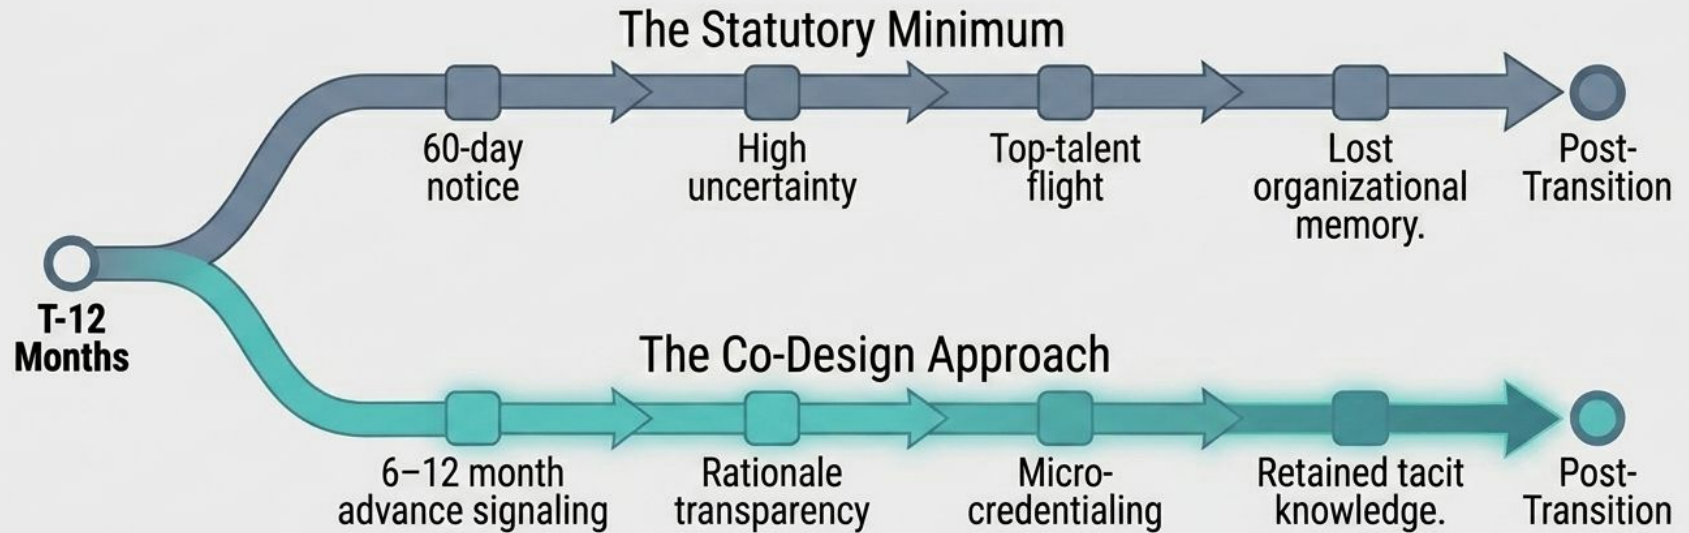 The Statutory Minimum
60-day
notice
High
uncertainty
Top-talent
flight
Lost
organizational
memory.
Post-
Transition
T-12
Months
The Co-Design Approach
6–12 month
advance signaling
Rationale
transparency
Micro-
credentialing
Retained tacit
knowledge.
Post-
Transition